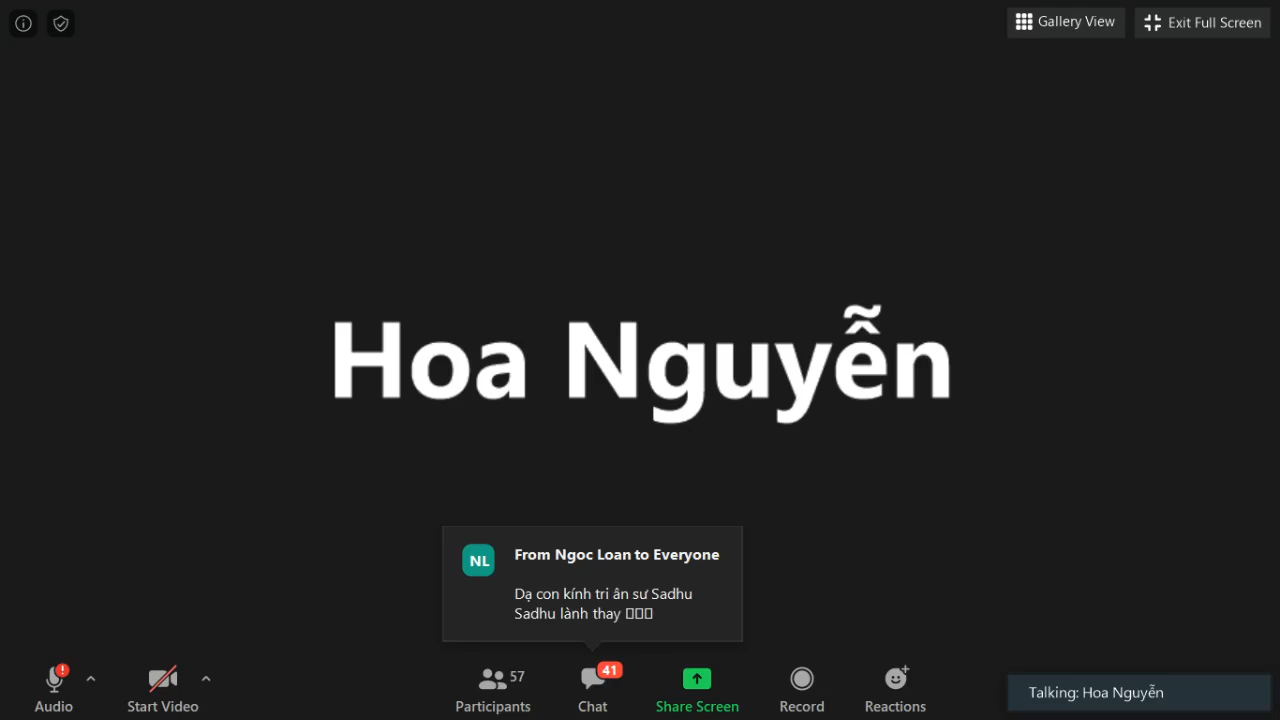 Gallery View
Exit Full Screen
Hoa Nguyễn
NL
From Ngoc Loan to Everyone
Dạ con kính tri ân sư Sadhu
Sadhu lành thay
57
41
Audio
Start Video
Participants
Chat
Share Screen
Record
Reactions
Talking: Hoa Nguyễn